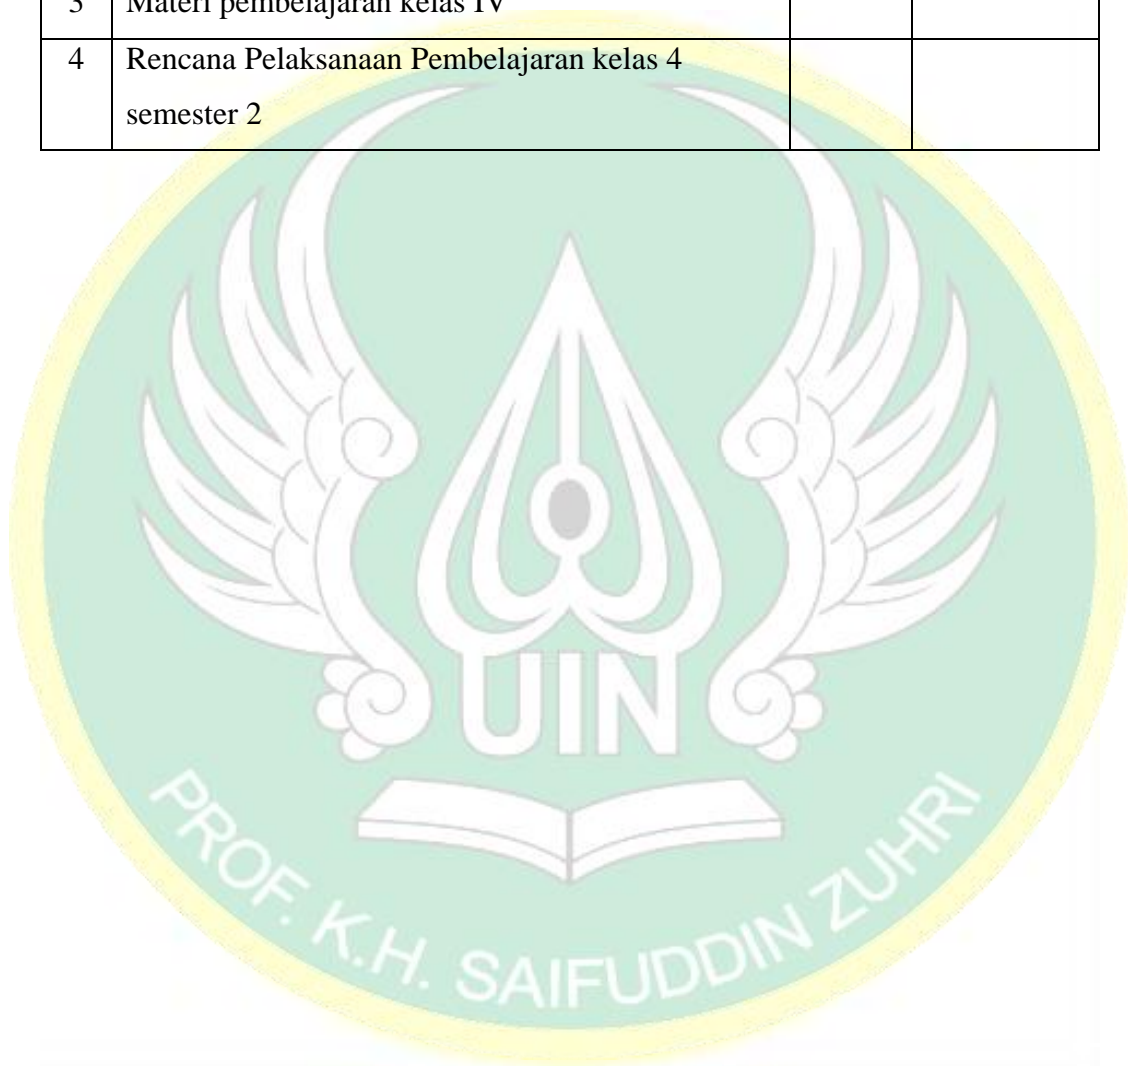 3 Materi pembelajaran kelas IV
4 Rencana Pelaksanaan Pembelajaran kelas 4
semester 2
UIN
PROF. K.H. SAIFUDDIN ZUHRI